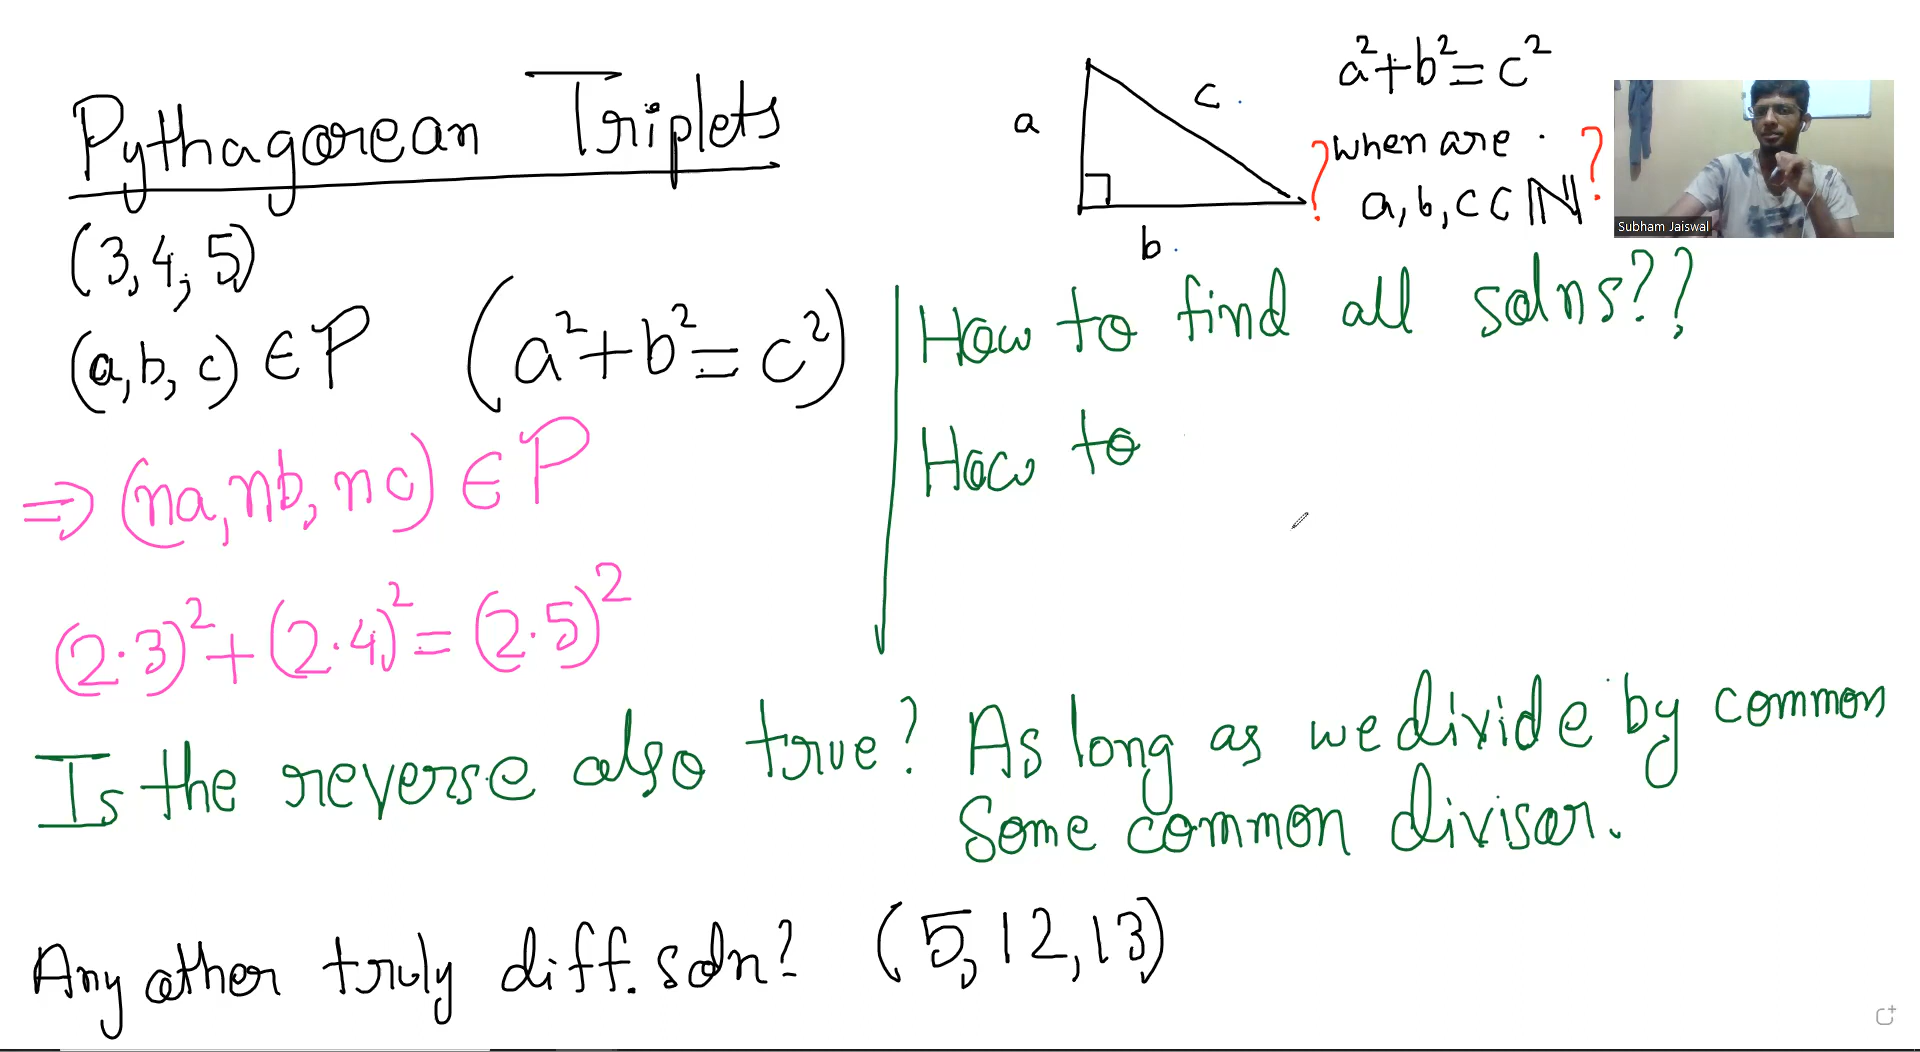 Pythagorean Triplets
(3,4,5)
(a,b,c) ∈ P (a²+b²=c²)
⇒ (na,nb,nc) ∈ P
(2·3)²+(2·4)²=(2·5)²
a
b
c
a²+b²=c²
? when are ?
a,b,c ⊂ ℕ
Subham Jaiswal
How to find all solns??
How to
Is the reverse also true? As long as we divide by common
some common divisor.
Any other truly diff. soln? (5,12,13)